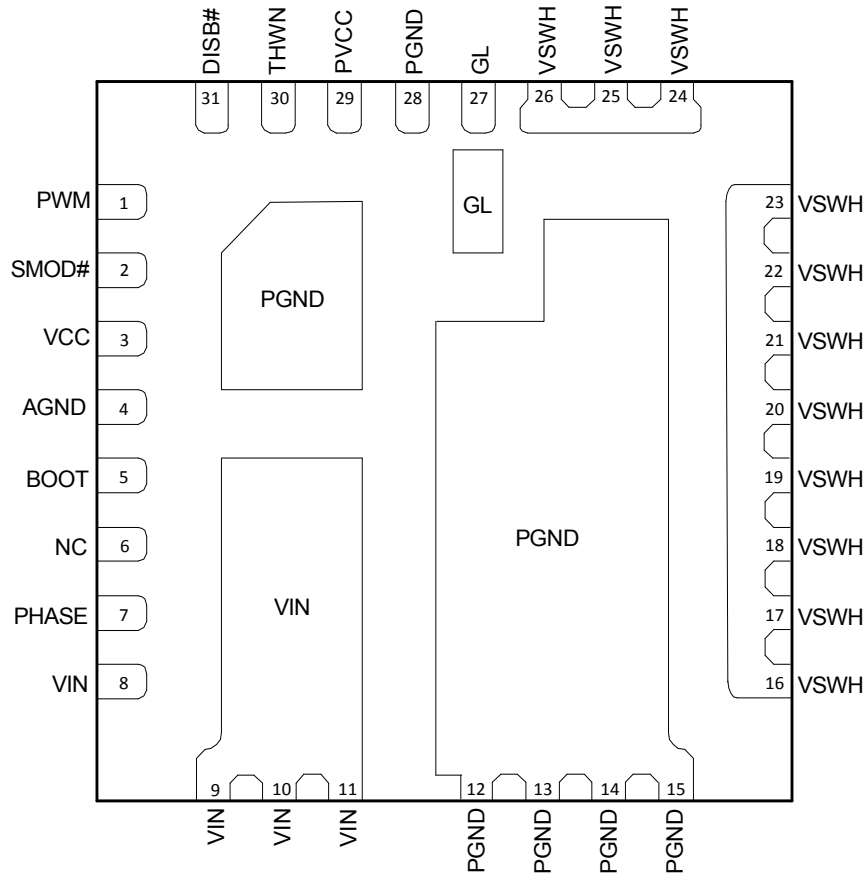 DISB#
THWN
PVCC
PGND
GL
VSWH
VSWH
VSWH
31
30
29
28
27
26
25
24
PWM 1
SMOD# 2
VCC 3
AGND 4
BOOT 5
NC 6
PHASE 7
VIN 8
GL
PGND
VIN
PGND
23 VSWH
22 VSWH
21 VSWH
20 VSWH
19 VSWH
18 VSWH
17 VSWH
16 VSWH
9
10
11
12
13
14
15
VIN
VIN
VIN
PGND
PGND
PGND
PGND